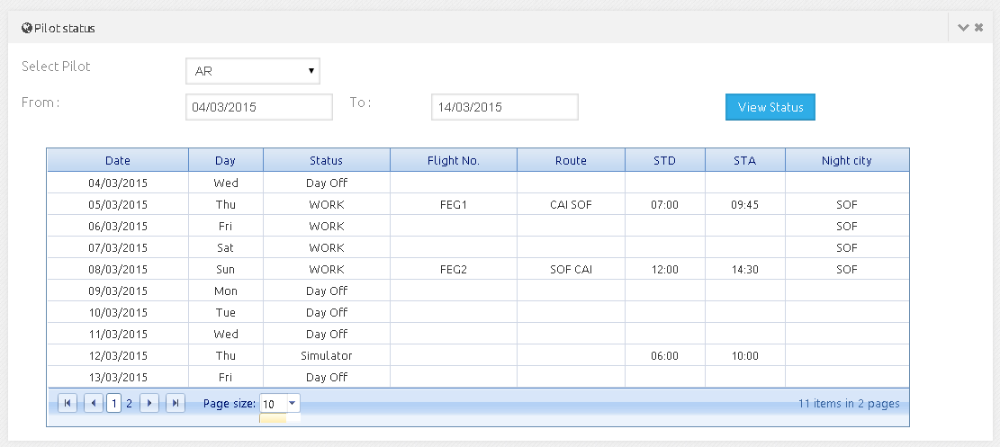 Pilot status
Select Pilot AR
From : 04/03/2015 To : 14/03/2015 View Status
Date Day Status Flight No. Route STD STA Night city
04/03/2015 Wed Day Off
05/03/2015 Thu WORK FEG1 CAI SOF 07:00 09:45 SOF
06/03/2015 Fri WORK SOF
07/03/2015 Sat WORK SOF
08/03/2015 Sun WORK FEG2 SOF CAI 12:00 14:30 SOF
09/03/2015 Mon Day Off
10/03/2015 Tue Day Off
11/03/2015 Wed Day Off
12/03/2015 Thu Simulator 06:00 10:00
13/03/2015 Fri Day Off
1 2 Page size: 10 11 items in 2 pages